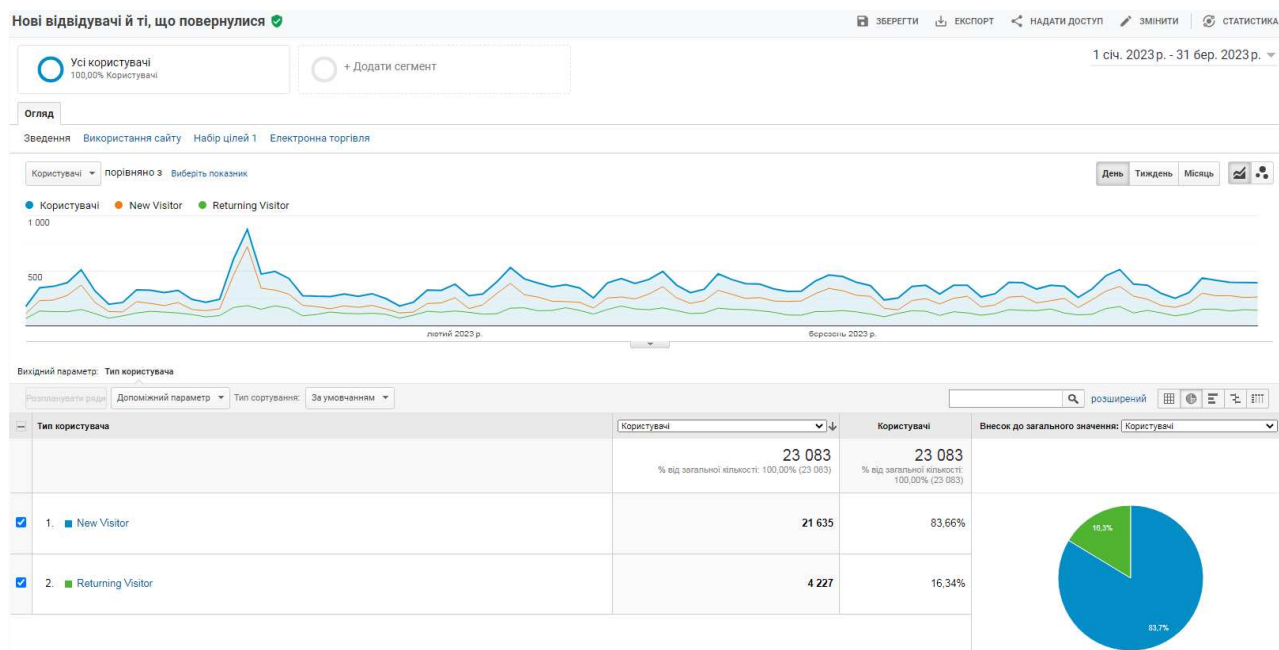 Нові відвідувачі й ті, що повернулися
ЗБЕРЕГТИ ЕКСПОРТ НАДАТИ ДОСТУП ЗМІНИТИ СТАТИСТИКА
Усі користувачі
100,00% Користувачі
+ Додати сегмент
1 січ. 2023 р. - 31 бер. 2023 р.
Огляд
Зведення Використання сайту Набір цілей 1 Електронна торгівля
Користувачі порівняно з Виберіть показник
День Тиждень Місяць
Користувачі New Visitor Returning Visitor
1 000
500
лютий 2023 р. березень 2023 р.
Вихідний параметр: Тип користувача
Розпланувати ряди Допоміжний параметр Тип сортування: За умовчанням
розширений
Тип користувача Користувачі Користувачі Внесок до загального значення: Користувачі
23 083 23 083
% від загальної кількості: 100,00% (23 083) % від загальної кількості:
100,00% (23 083)
1. New Visitor 21 635 83,66%
2. Returning Visitor 4 227 16,34%
16,3%
83,7%